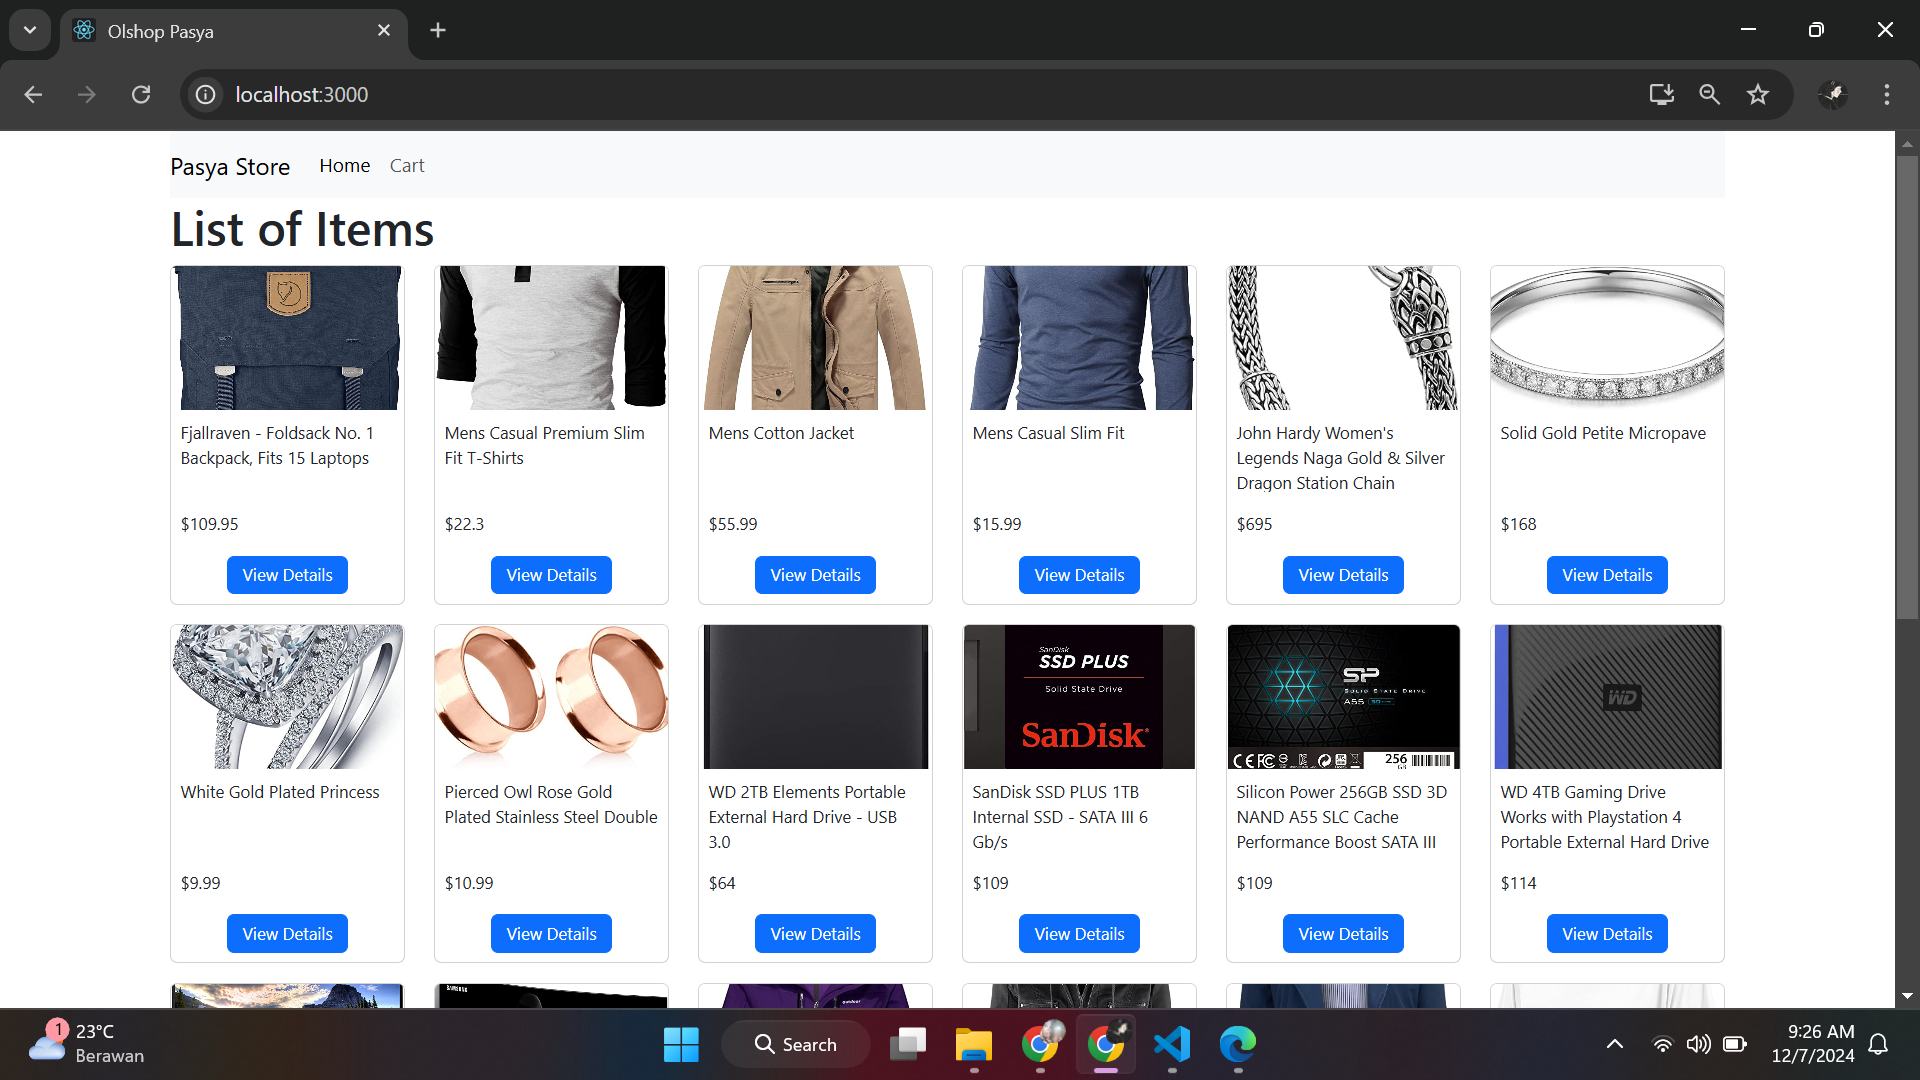 Olshop Pasya
localhost:3000
Pasya Store Home Cart
List of Items
Fjallraven - Foldsack No. 1
Backpack, Fits 15 Laptops
$109.95
View Details
Mens Casual Premium Slim
Fit T-Shirts
$22.3
View Details
Mens Cotton Jacket
$55.99
View Details
Mens Casual Slim Fit
$15.99
View Details
John Hardy Women's
Legends Naga Gold & Silver
Dragon Station Chain
$695
View Details
Solid Gold Petite Micropave
$168
View Details
White Gold Plated Princess
$9.99
View Details
Pierced Owl Rose Gold
Plated Stainless Steel Double
$10.99
View Details
WD 2TB Elements Portable
External Hard Drive - USB
3.0
$64
View Details
SanDisk
SSD PLUS
Solid State Drive
SanDisk
SanDisk SSD PLUS 1TB
Internal SSD - SATA III 6
Gb/s
$109
View Details
SP
SOLID STATE DRIVE
A55
256
Silicon Power 256GB SSD 3D
NAND A55 SLC Cache
Performance Boost SATA III
$109
View Details
WD
WD 4TB Gaming Drive
Works with Playstation 4
Portable External Hard Drive
$114
View Details
SAMSUNG
outdoor
1
23°C
Berawan
Search
9:26 AM
12/7/2024